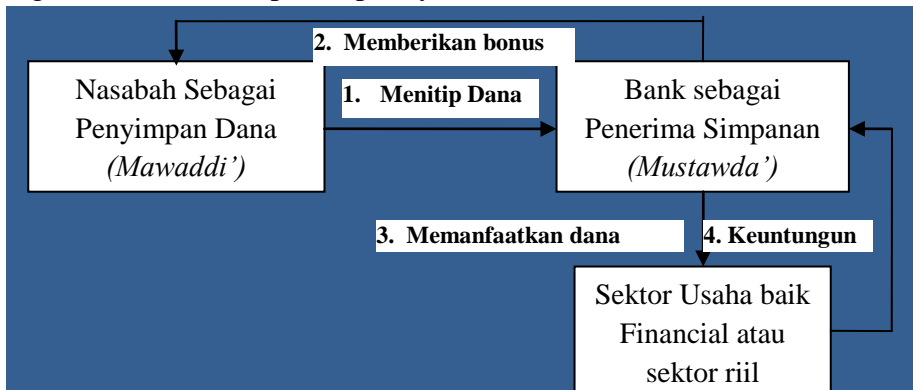 2. Memberikan bonus
Nasabah Sebagai
Penyimpan Dana
(Mawaddi’)
1. Menitip Dana
Bank sebagai
Penerima Simpanan
(Mustawda’)
3. Memanfaatkan dana
4. Keuntungun
Sektor Usaha baik
Financial atau
sektor riil